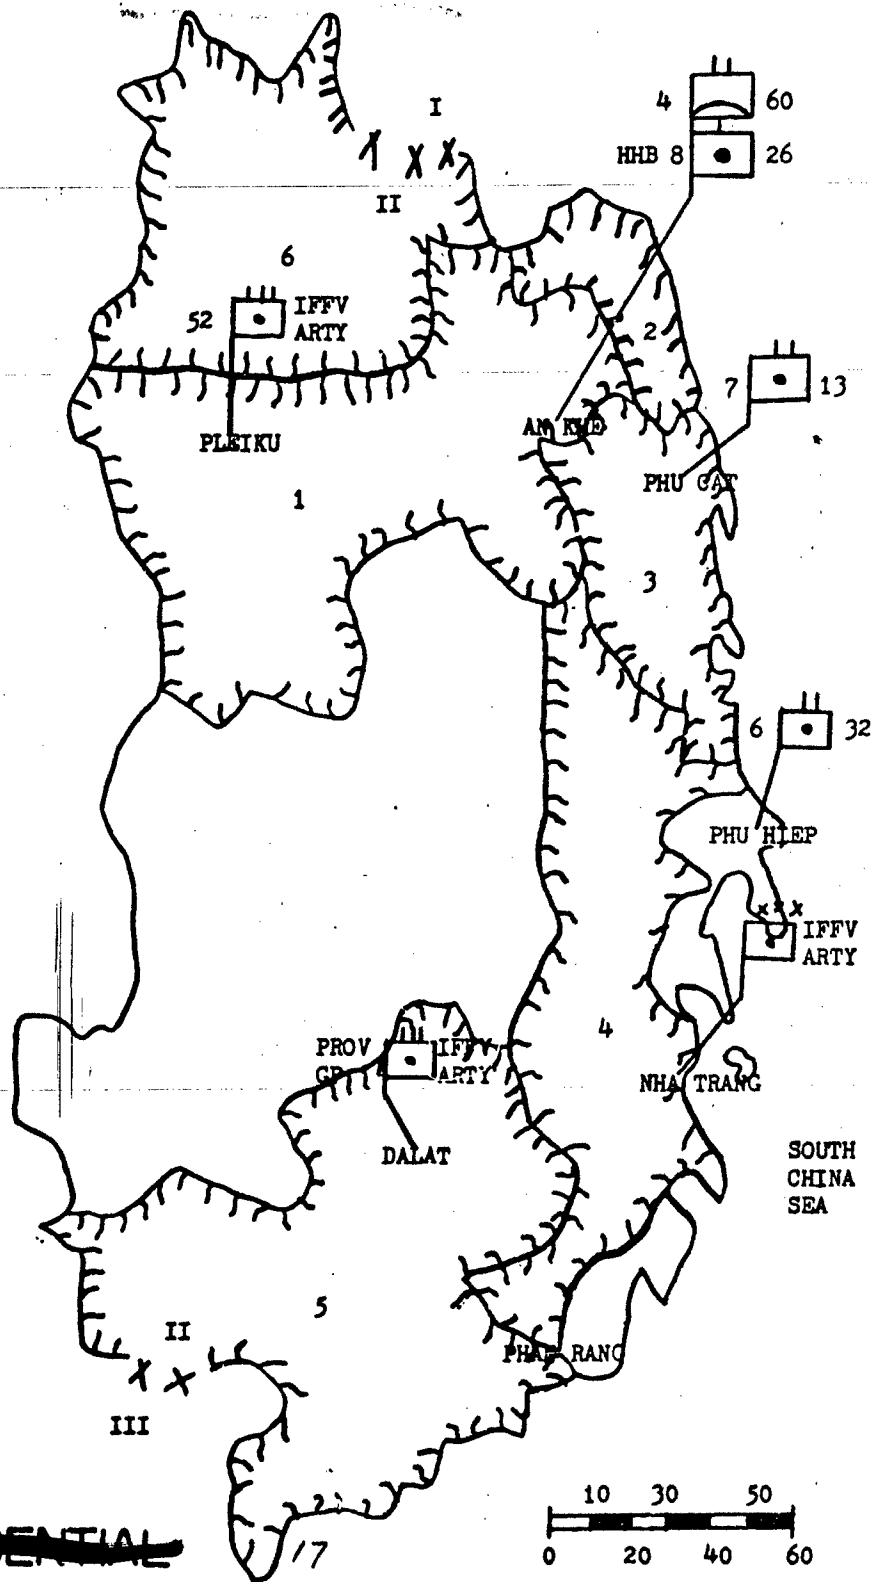 I
4 60
HHB 8 26
II
6
52 IFFV
ARTY
2
7 13
PLEIKU
AN KHE
PHU CAT
1
3
6 32
PHU HIEP
IFFV
ARTY
4
PROV IFFV
GP ARTY
NHA TRANG
DALAT
SOUTH
CHINA
SEA
5
II
PHAN RANG
III
10 30 50
0 20 40 60
DENTIAL
17